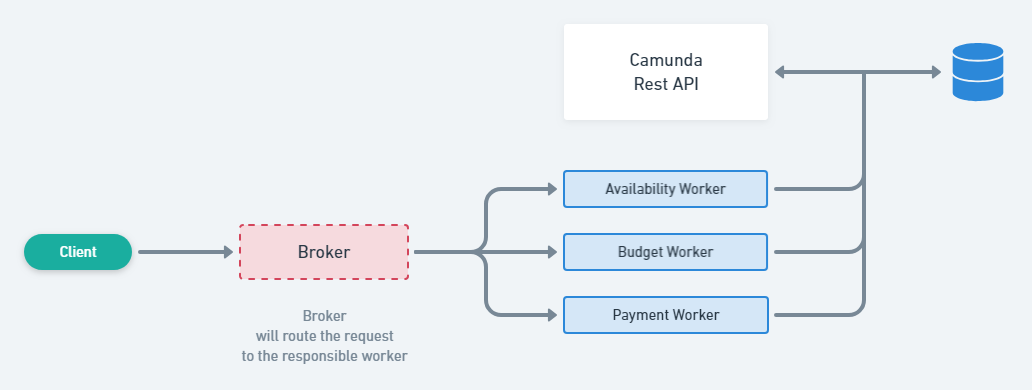 Camunda
Rest API
Availability Worker
Client
Broker
Budget Worker
Payment Worker
Broker
will route the request
to the responsible worker